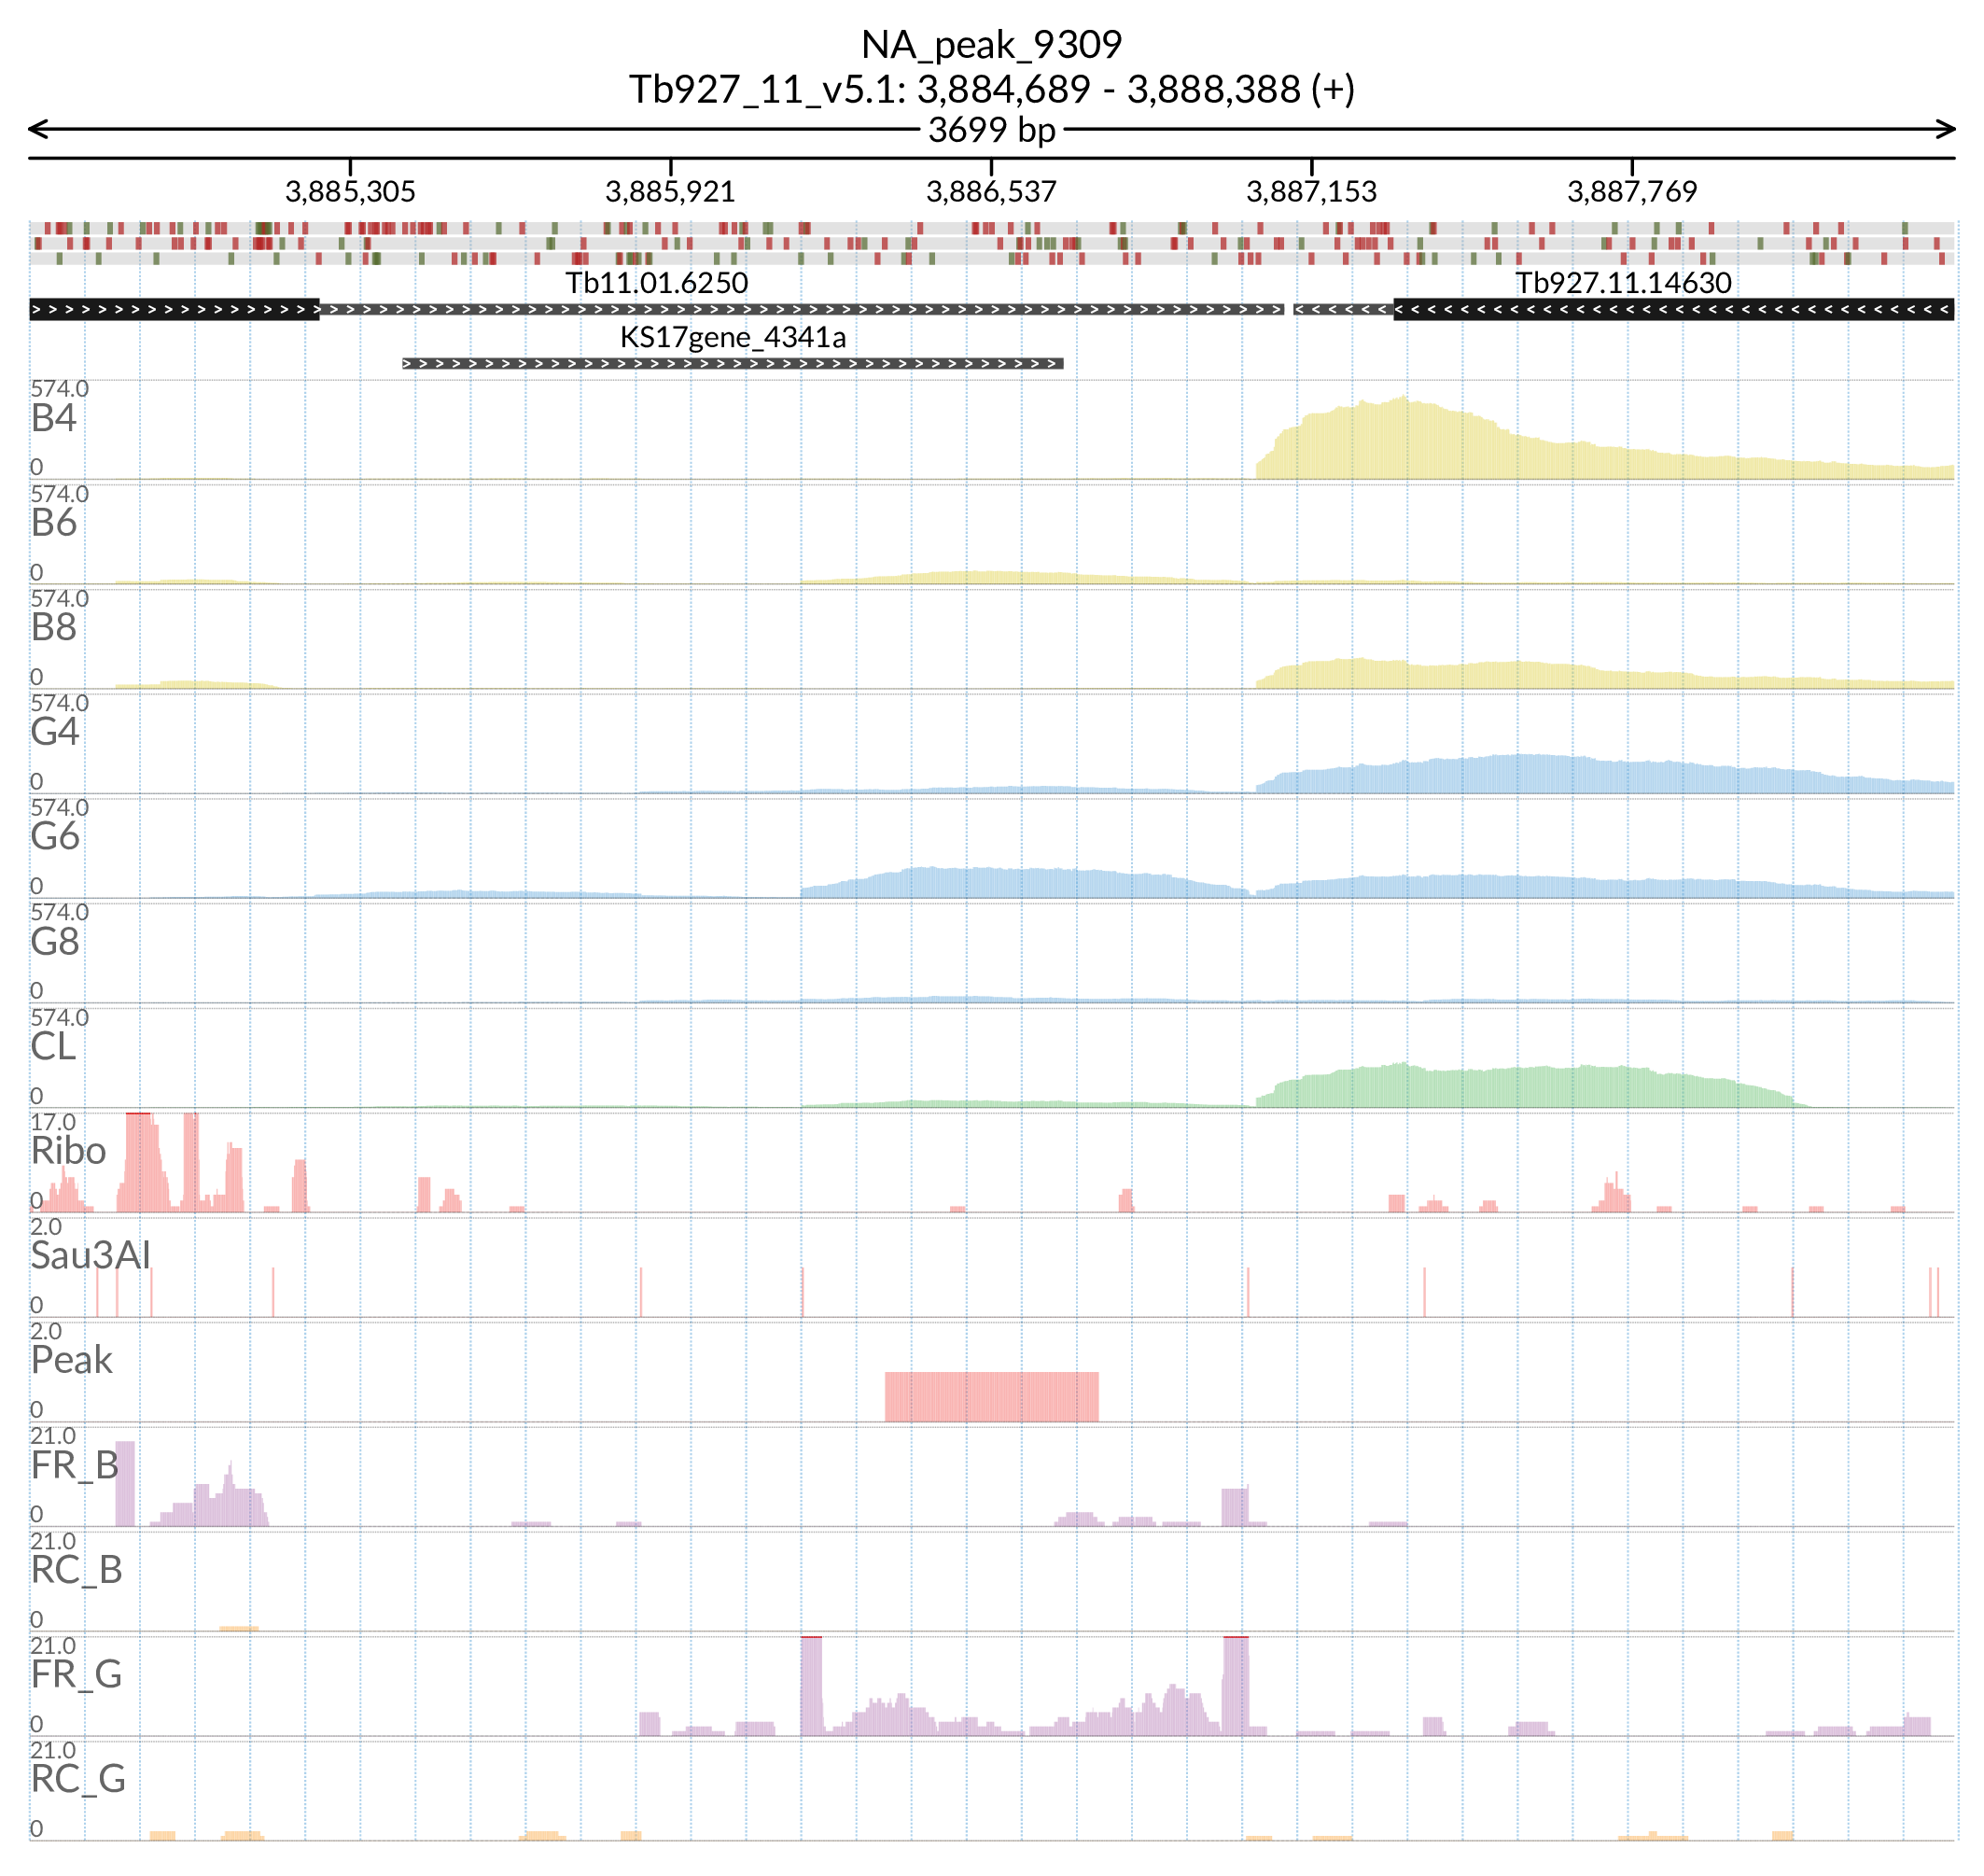 NA_peak_9309
Tb927_11_v5.1: 3,884,689 - 3,888,388 (+)
3699 bp
3,885,305 3,885,921 3,886,537 3,887,153 3,887,769
Tb11.01.6250 Tb927.11.14630
KS17gene_4341a
574.0
B4
0
574.0
B6
0
574.0
B8
0
574.0
G4
0
574.0
G6
0
574.0
G8
0
574.0
CL
0
17.0
Ribo
0
2.0
Sau3AI
0
2.0
Peak
0
21.0
FR_B
0
21.0
RC_B
0
21.0
FR_G
0
21.0
RC_G
0